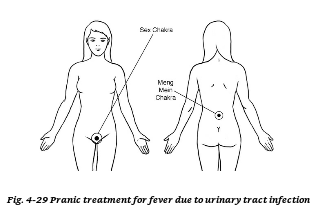 Sex Chakra
Meng
Mein
Chakra
Fig. 4-29 Pranic treatment for fever due to urinary tract infection